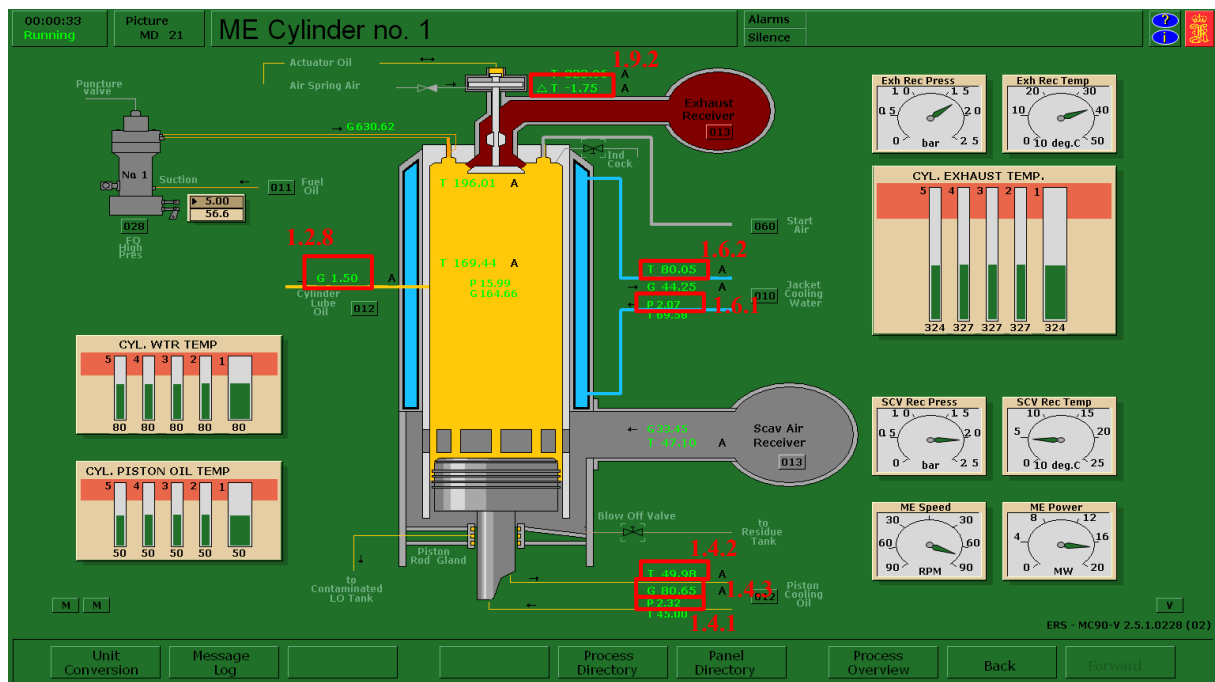 00:00:33
Running
Picture
MD 21
ME Cylinder no. 1
Alarms
Silence
?
i
Actuator Oil
Air Spring Air
1.9.2
A
△T -1.75 A
Puncture
valve
G 630.62
Exhaust
Receiver
013
Ind
Cock
No 1
Suction
011
Fuel
Oil
5.00
56.6
028
FO
High
Pres
T 196.01 A
060
Start
Air
1.2.8
G 1.50 A
Cylinder
Lube
Oil
012
T 169.44 A
P 15.99
G 164.66
1.6.2
T 80.05 A
G 44.25 A
P 2.07
1.6.1
T 69.58
010
Jacket
Cooling
Water
Exh Rec Press
0 0.5 1.0 1.5 2.0 2.5
bar
Exh Rec Temp
0 10 20 30 40 50
10 deg.C
CYL. EXHAUST TEMP.
5 4 3 2 1
324 327 327 327 324
CYL. WTR TEMP
5 4 3 2 1
80 80 80 80 80
CYL. PISTON OIL TEMP
5 4 3 2 1
50 50 50 50 50
G 33.45
T 47.10 A
Scav Air
Receiver
013
SCV Rec Press
0 0.5 1.0 1.5 2.0 2.5
bar
SCV Rec Temp
0 5 10 15 20 25
10 deg.C
ME Speed
90 60 30 30 60 90
RPM
ME Power
0 4 8 12 16 20
MW
Blow Off Valve
to
Residue
Tank
Piston
Rod Gland
to
Contaminated
LO Tank
1.4.2
T 49.98 A
G 80.65 A
1.4.3
P 2.32
T 45.00
1.4.1
012
Piston
Cooling
Oil
M M
V
ERS - MC90-V 2.5.1.0228 (02)
Unit
Conversion
Message
Log
Process
Directory
Panel
Directory
Process
Overview
Back
Forward